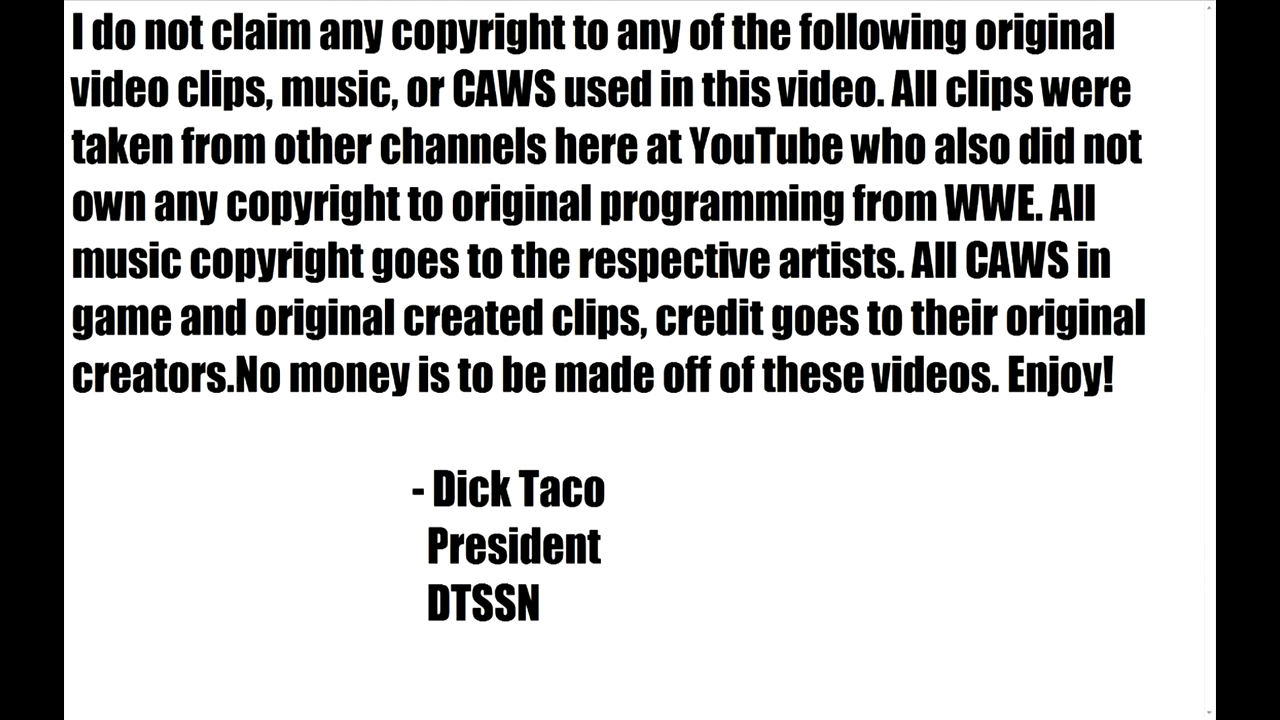 I do not claim any copyright to any of the following original
video clips, music, or CAWS used in this video. All clips were
taken from other channels here at YouTube who also did not
own any copyright to original programming from WWE. All
music copyright goes to the respective artists. All CAWS in
game and original created clips, credit goes to their original
creators.No money is to be made off of these videos. Enjoy!
- Dick Taco
President
DTSSN